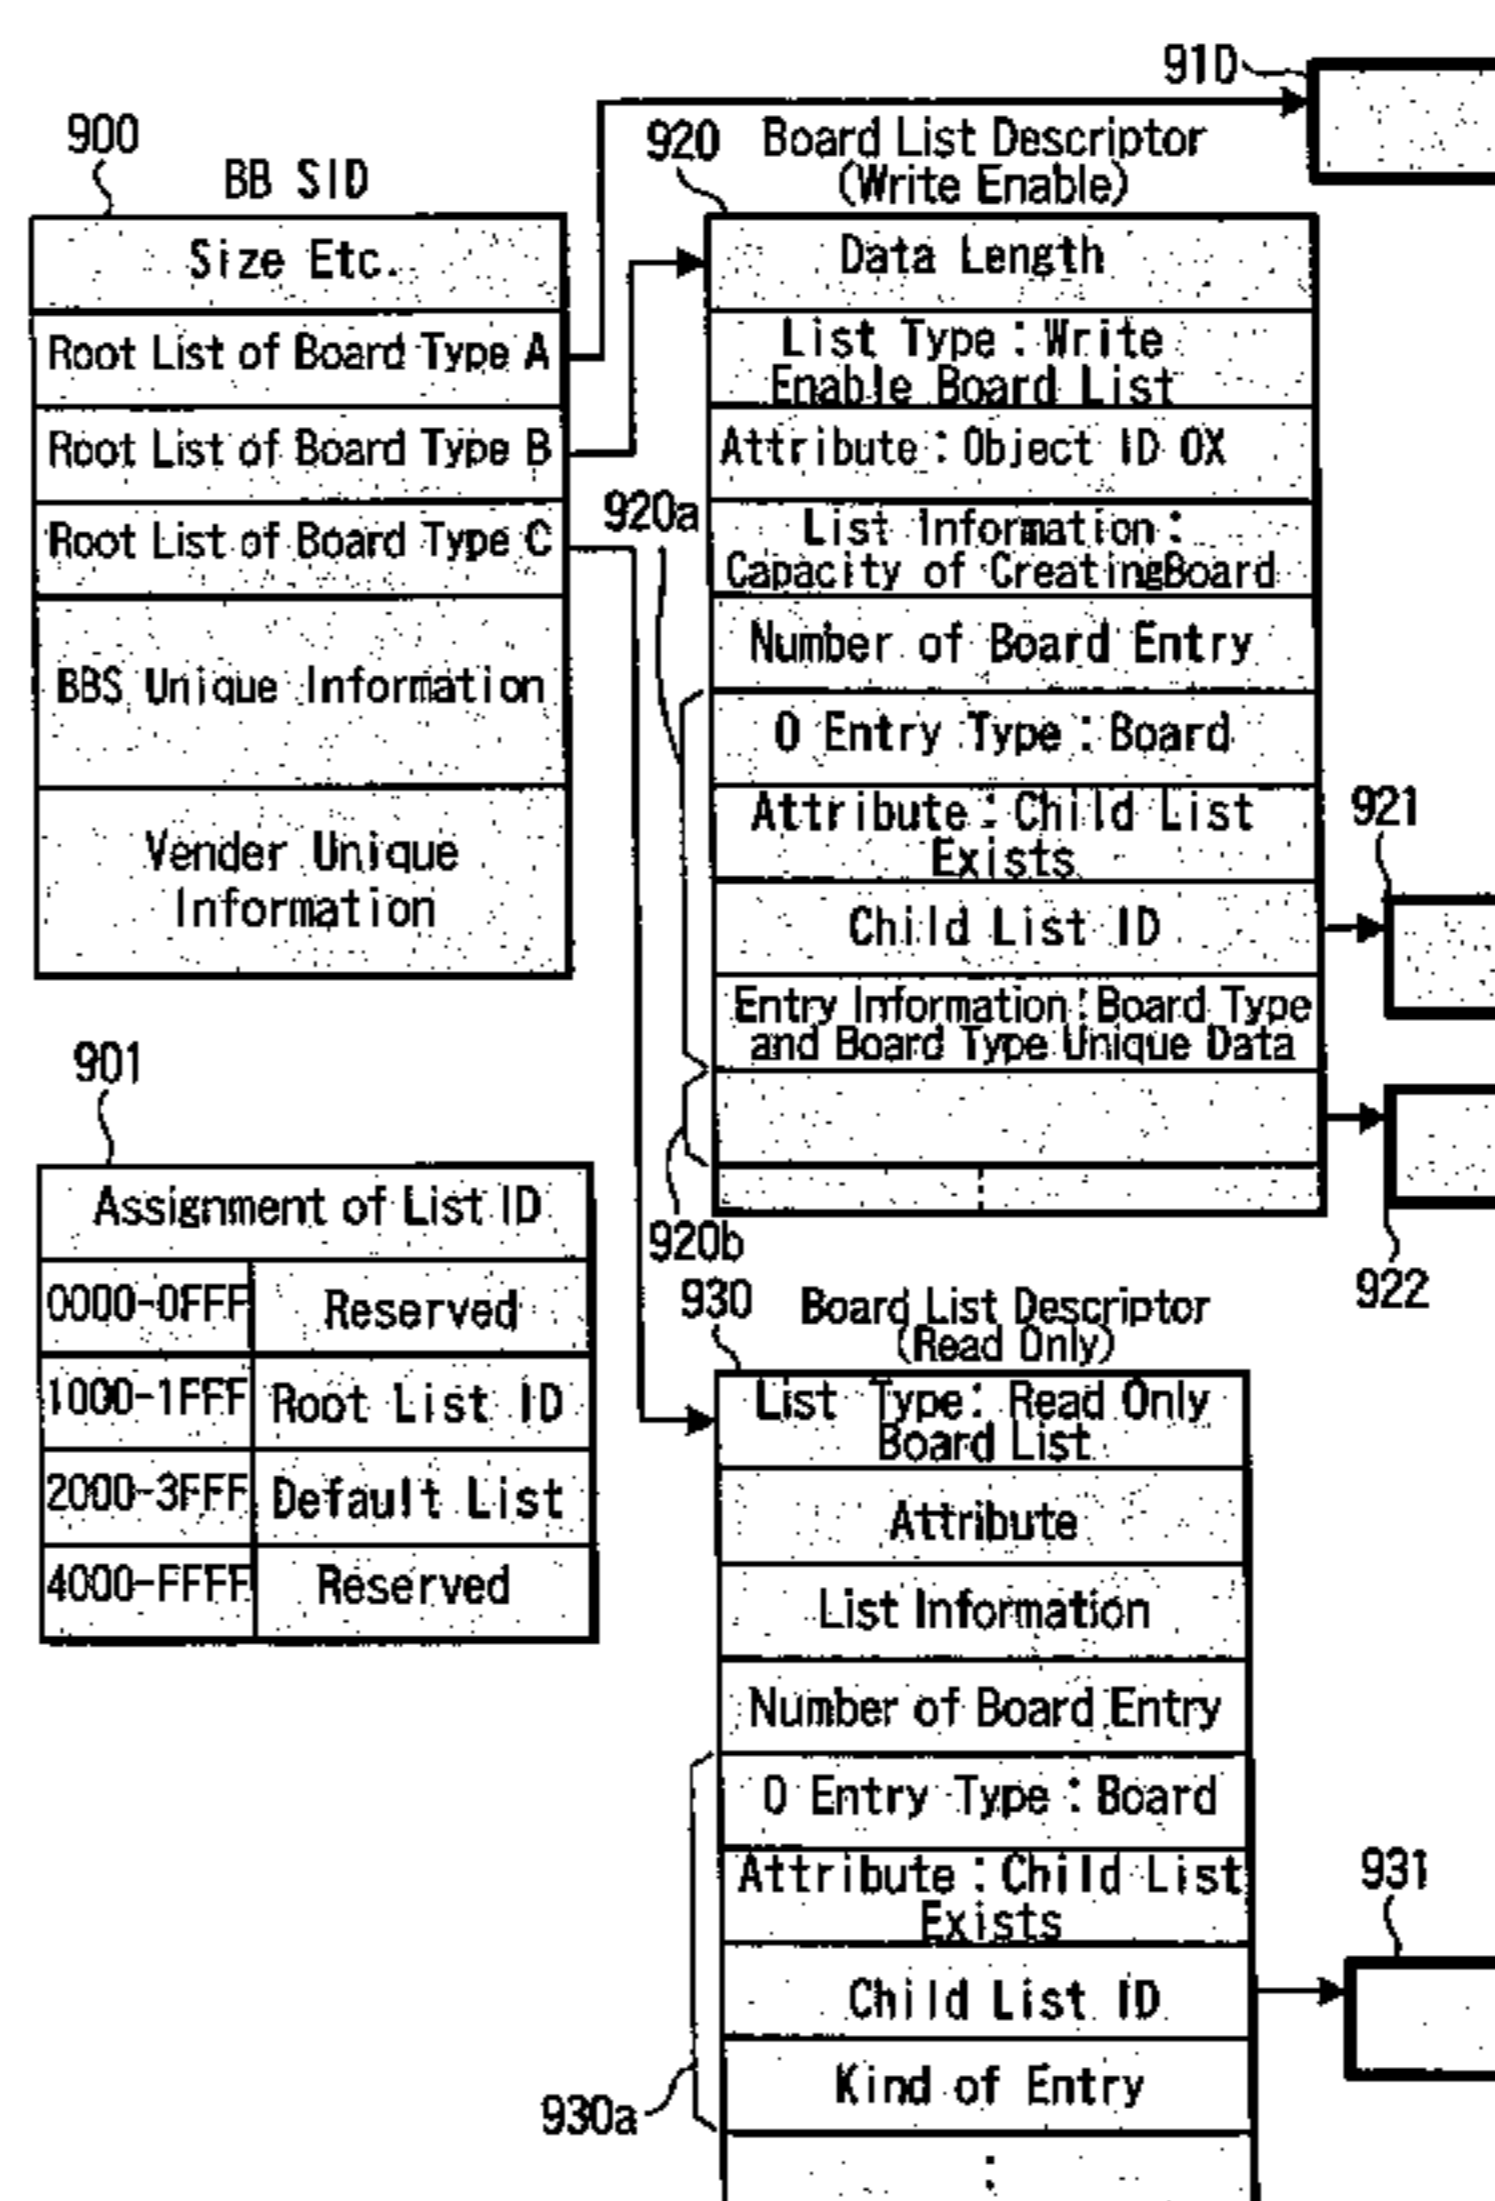 900
BB SID
Size Etc.
Root List of Board Type A
Root List of Board Type B
Root List of Board Type C
BBS Unique Information
Vender Unique
Information
901
Assignment of List ID
0000-0FFF Reserved
1000-1FFF Root List ID
2000-3FFF Default List
4000-FFFF Reserved
910
920
Board List Descriptor
(Write Enable)
Data Length
List Type : Write
Enable Board List
Attribute : Object ID OX
920a
List Information :
Capacity of CreatingBoard
Number of Board Entry
0 Entry Type : Board
Attribute : Child List
Exists
Child List ID
921
Entry Information : Board Type
and Board Type Unique Data
920b
922
930
Board List Descriptor
(Read Only)
List Type : Read Only
Board List
Attribute
List Information
Number of Board Entry
0 Entry Type : Board
Attribute : Child List
Exists
Child List ID
931
Kind of Entry
930a
: